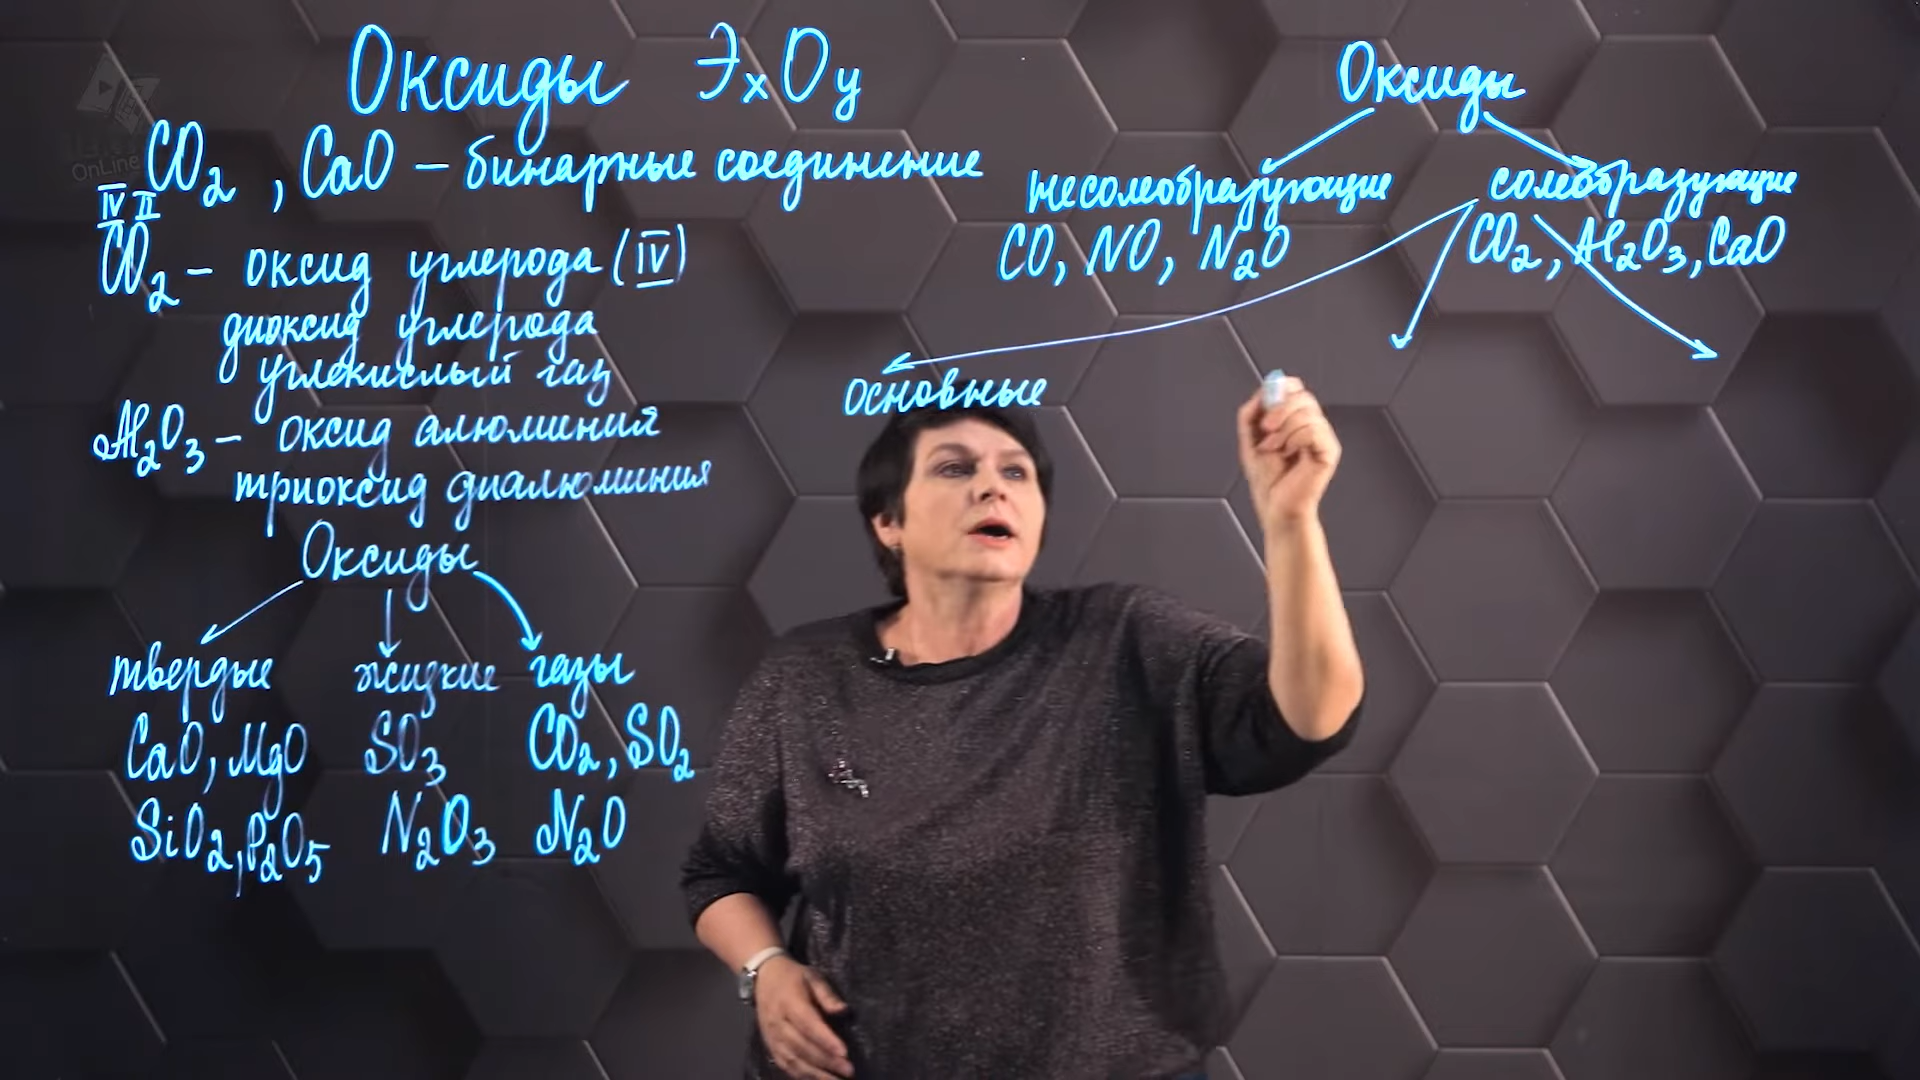 Оксиды ЭxOy
CO2, CaO – бинарные соединение
IV II
CO2 – оксид углерода (IV)
диоксид углерода
углекислый газ
Al2O3 – оксид алюминия
триоксид диалюминия
Оксиды
твердые жидкие газы
CaO, MgO SO3 CO2, SO2
SiO2, P2O5 N2O3 N2O
Оксиды
несолеобразующие солеобразующие
CO, NO, N2O CO2, Al2O3, CaO
основные
OnLine